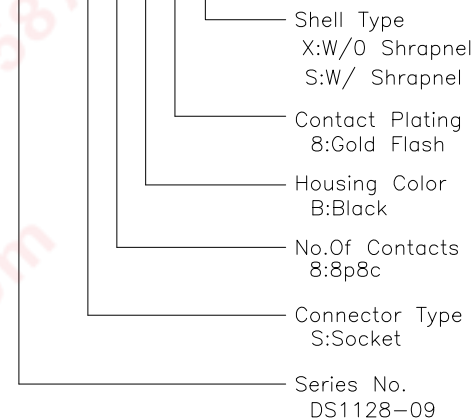 Shell Type
X:W/O Shrapnel
S:W/ Shrapnel
Contact Plating
8:Gold Flash
Housing Color
B:Black
No.Of Contacts
8:8p8c
Connector Type
S:Socket
Series No.
DS1128-09